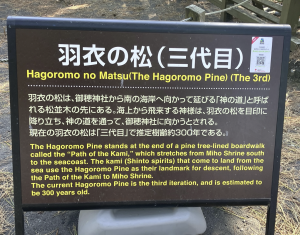 羽衣の松（三代目）
Hagoromo no Matsu(The Hagoromo Pine) (The 3rd)
羽衣の松は、御穂神社から南の海岸へ向かって延びる「神の道」と呼ば
れる松並木の先にある。海上から飛来する神様は、羽衣の松を目印に
降り立ち、神の道を通って、御穂神社に向かうとされる。
現在の羽衣の松は「三代目」で推定樹齢約300年である。
The Hagoromo Pine stands at the end of a pine tree-lined boardwalk
called the "Path of the Kami," which stretches from Miho Shrine south
to the seacoast. The kami (Shinto spirits) that come to land from the
sea use the Hagoromo Pine as their landmark for descent, following
the Path of the Kami to Miho Shrine.
The current Hagoromo Pine is the third iteration, and is estimated to
be 300 years old.